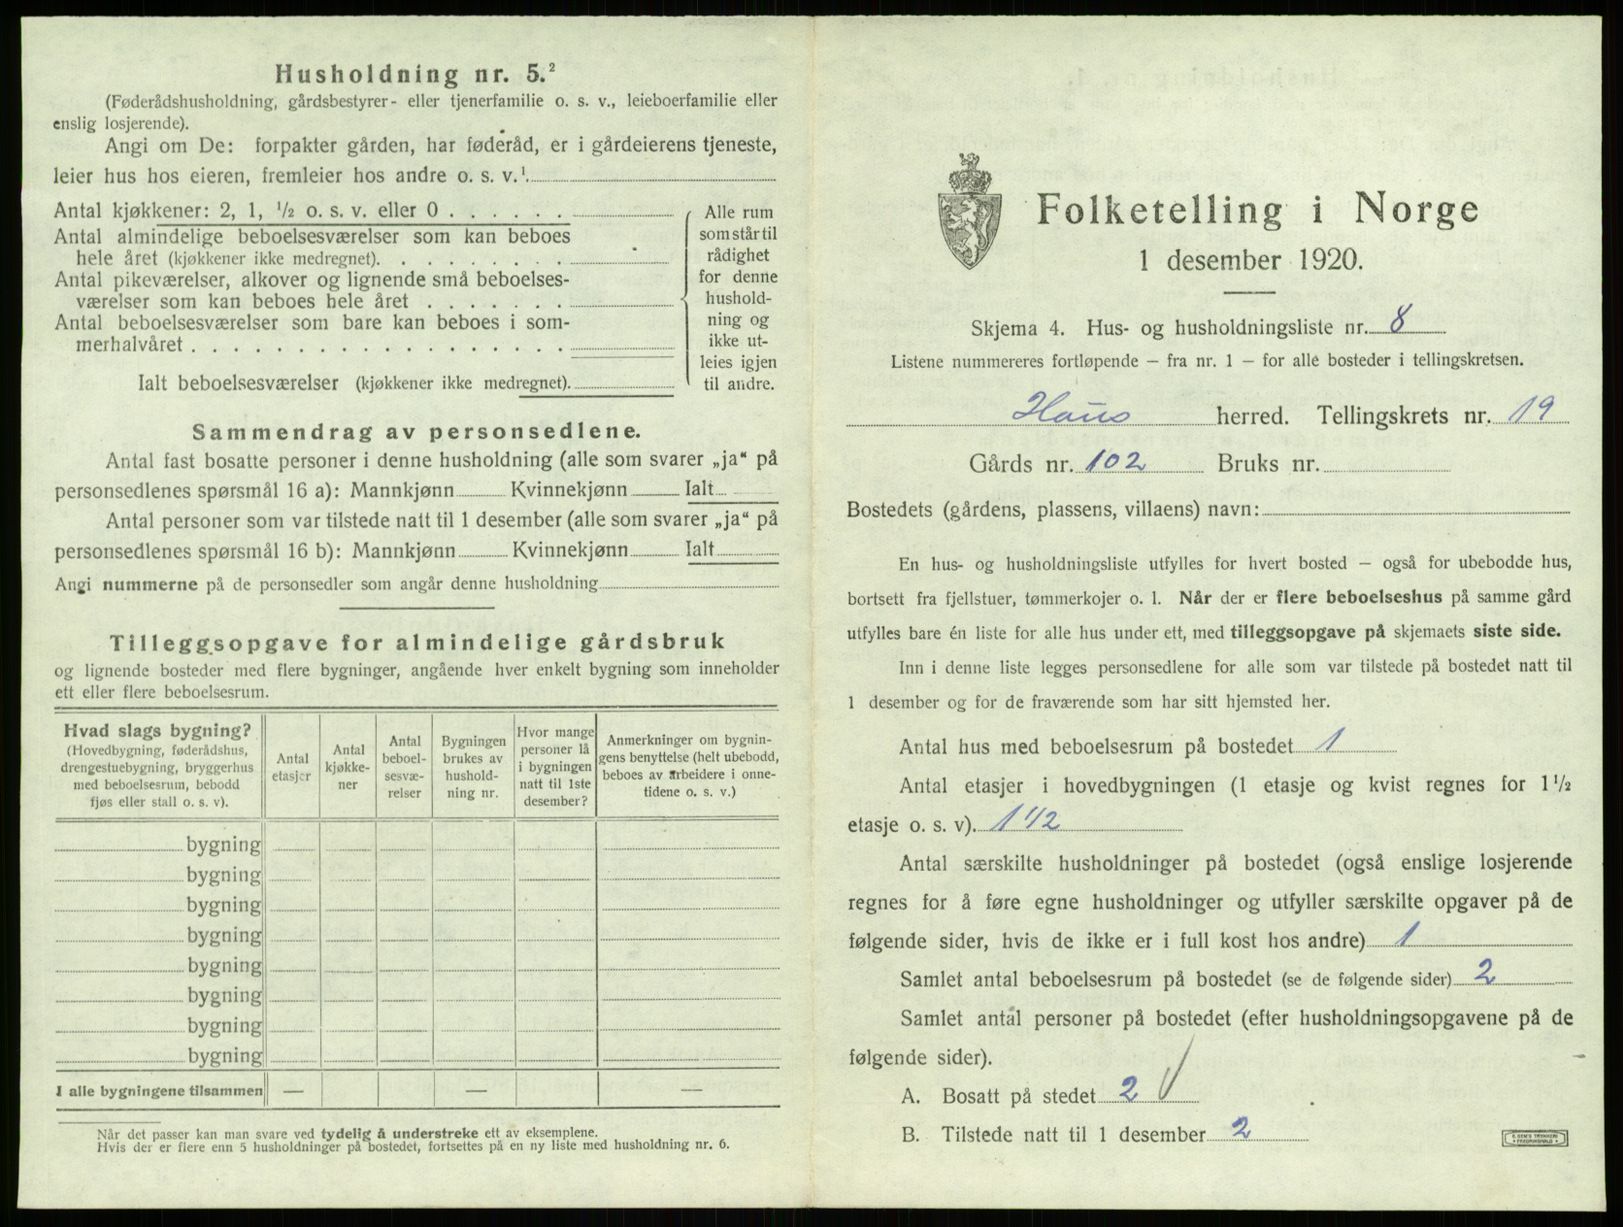 Husholdning nr. 5.²
(Føderådshusholdning, gårdsbestyrer- eller tjenerfamilie o. s. v., leieboerfamilie eller
enslig losjerende).
Angi om De: forpakter gården, har føderåd, er i gårdeierens tjeneste,
leier hus hos eieren, fremleier hos andre o. s. v.¹
Antal kjøkkener: 2, 1, ½ o. s. v. eller 0
Antal almindelige beboelsesværelser som kan beboes
hele året (kjøkkener ikke medregnet).
Antal pikeværelser, alkover og lignende små beboelses-
værelser som kan beboes hele året
Antal beboelsesværelser som bare kan beboes i som-
merhalvåret
Ialt beboelsesværelser (kjøkkener ikke medregnet).
Alle rum
som står til
rådighet
for denne
hushold-
ning og
ikke ut-
leies igjen
til andre.
Sammendrag av personsedlene.
Antal fast bosatte personer i denne husholdning (alle som svarer „ja“ på
personsedlenes spørsmål 16 a): Mannkjønn Kvinnekjønn Ialt
Antal personer som var tilstede natt til 1 desember (alle som svarer „ja“ på
personsedlenes spørsmål 16 b): Mannkjønn Kvinnekjønn Ialt
Angi nummerne på de personsedler som angår denne husholdning
Tilleggsopgave for almindelige gårdsbruk
og lignende bosteder med flere bygninger, angående hver enkelt bygning som inneholder
ett eller flere beboelsesrum.
Hvad slags bygning?
(Hovedbygning, føderådshus,
drengestuebygning, bryggerhus
med beboelsesrum, bebodd
fjøs eller stall o. s. v).
Antal
etasjer
Antal
kjøkke-
ner
Antal
beboel-
sesvæ-
relser
Bygningen
brukes av
hushold-
ning nr.
Hvor mange
personer lå
i bygningen
natt til 1ste
desember?
Anmerkninger om bygnin-
gens benyttelse (helt ubebodd,
beboes av arbeidere i onne-
tidene o. s. v.)
bygning
bygning
bygning
bygning
bygning
bygning
bygning
bygning
I alle bygningene tilsammen — — —
Når det passer kan man svare ved tydelig å understreke ett av eksemplene.
Hvis der er flere enn 5 husholdninger på bostedet, fortsettes på en ny liste med husholdning nr. 6.
Folketelling i Norge
1 desember 1920.
Skjema 4. Hus- og husholdningsliste nr. 8
Listene nummereres fortløpende — fra nr. 1 — for alle bosteder i tellingskretsen.
Haus herred. Tellingskrets nr. 19
Gårds nr. 102 Bruks nr.
Bostedets (gårdens, plassens, villaens) navn:
En hus- og husholdningsliste utfylles for hvert bosted — også for ubebodde hus,
bortsett fra fjellstuer, tømmerkojer o. l. Når der er flere beboelseshus på samme gård
utfylles bare én liste for alle hus under ett, med tilleggsopgave på skjemaets siste side.
Inn i denne liste legges personsedlene for alle som var tilstede på bostedet natt til
1 desember og for de fraværende som har sitt hjemsted her.
Antal hus med beboelsesrum på bostedet 1
Antal etasjer i hovedbygningen (1 etasje og kvist regnes for 1½
etasje o. s. v). 1 1/2
Antal særskilte husholdninger på bostedet (også enslige losjerende
regnes for å føre egne husholdninger og utfyller særskilte opgaver på de
følgende sider, hvis de ikke er i full kost hos andre) 1
Samlet antal beboelsesrum på bostedet (se de følgende sider) 2
Samlet antal personer på bostedet (efter husholdningsopgavene på de
følgende sider).
A. Bosatt på stedet 2
B. Tilstede natt til 1 desember 2